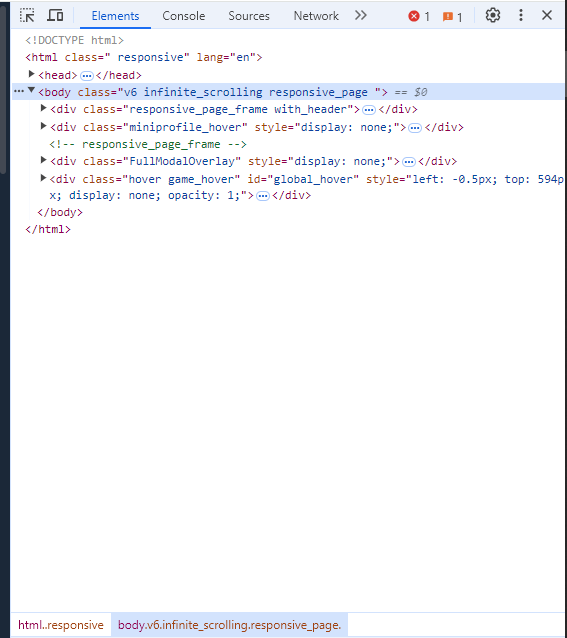 Elements Console Sources Network 1 1
<!DOCTYPE html>
<html class=" responsive" lang="en">
<head>…</head>
… <body class="v6 infinite_scrolling responsive_page "> == $0
<div class="responsive_page_frame with_header">…</div>
<div class="miniprofile_hover" style="display: none;">…</div>
<!-- responsive_page_frame -->
<div class="FullModalOverlay" style="display: none;">…</div>
<div class="hover game_hover" id="global_hover" style="left: -0.5px; top: 594p
x; display: none; opacity: 1;">…</div>
</body>
</html>
html..responsive body.v6.infinite_scrolling.responsive_page.